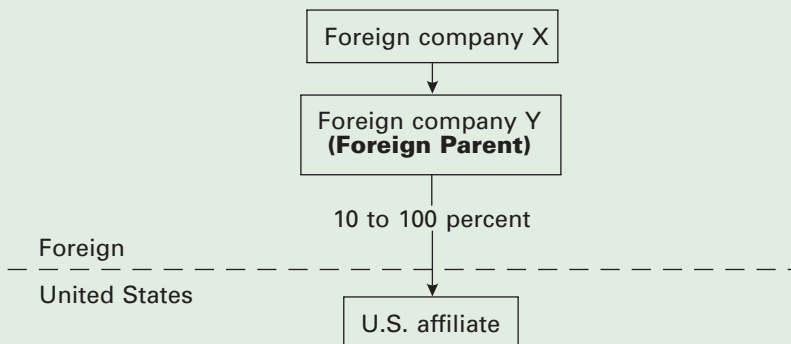 Foreign company X
Foreign company Y
(Foreign Parent)
10 to 100 percent
Foreign
United States
U.S. affiliate